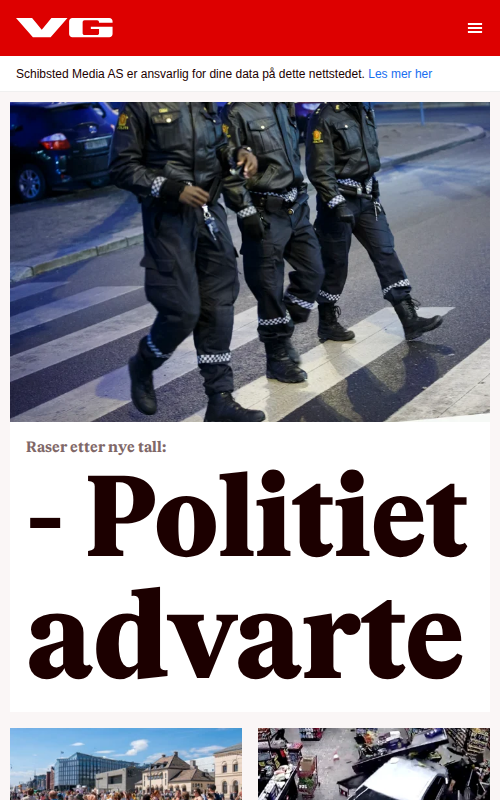 VG
Schibsted Media AS er ansvarlig for dine data på dette nettstedet. Les mer her
Raser etter nye tall:
- Politiet
advarte